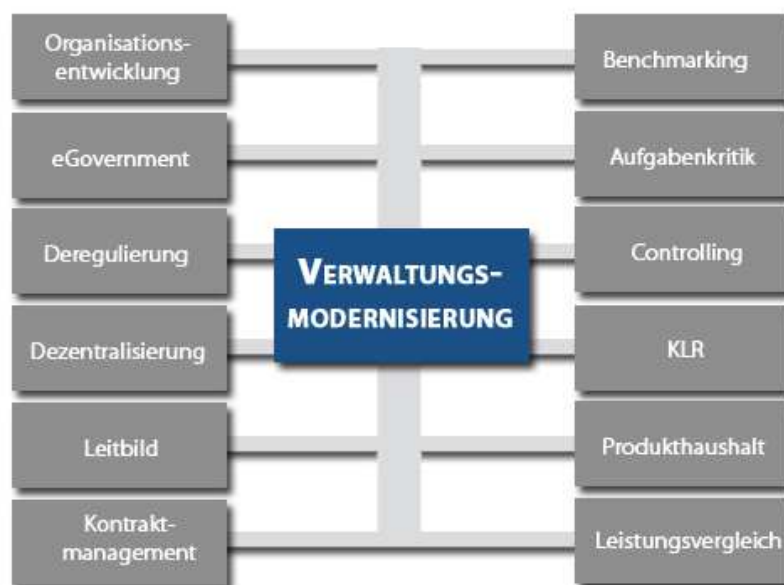 Organisations-
entwicklung
eGovernment
Deregulierung
Dezentralisierung
Leitbild
Kontrakt-
management
VERWALTUNGS-
MODERNISIERUNG
Benchmarking
Aufgabenkritik
Controlling
KLR
Produkthaushalt
Leistungsvergleich